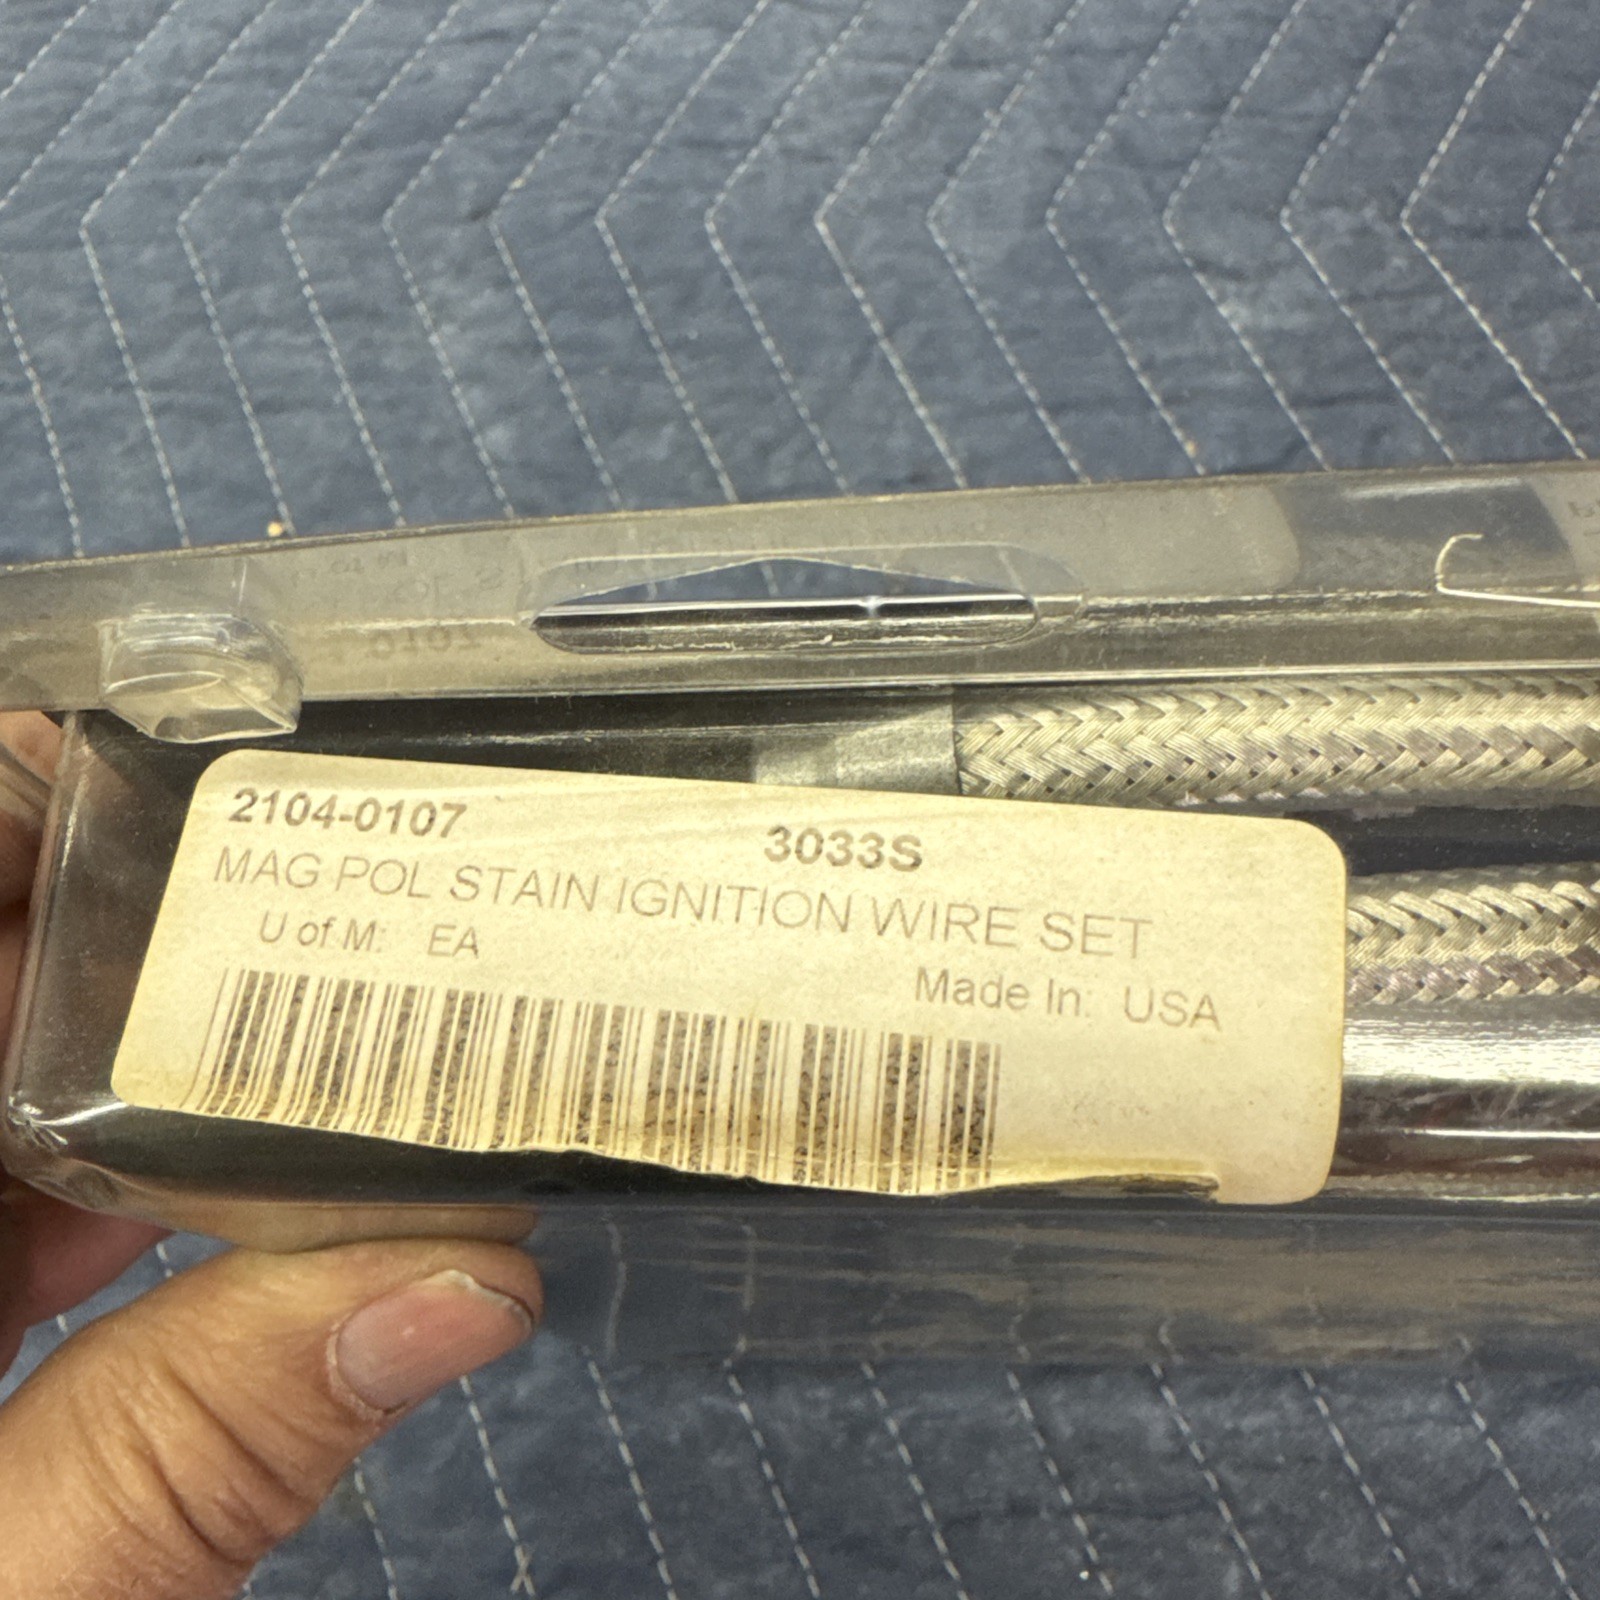 2104-0107 3033S
MAG POL STAIN IGNITION WIRE SET
U of M: EA
Made In: USA